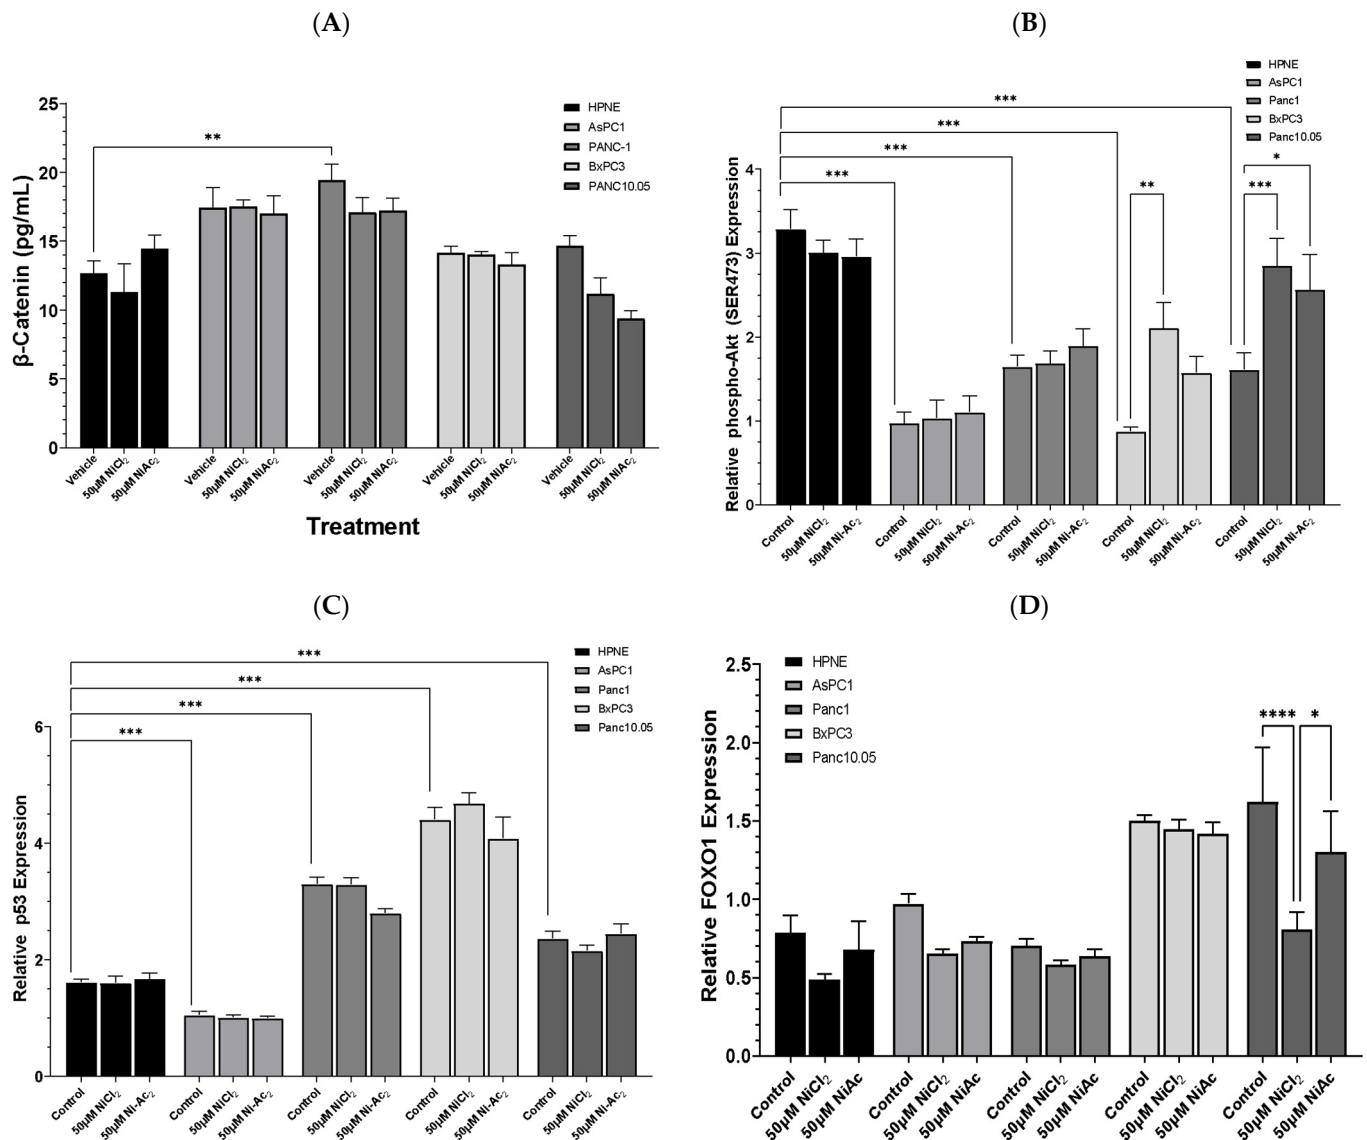 (A)
25
20
15
10
5
0
β-Catenin (pg/mL)
**
HPNE
AsPC1
PANC-1
BxPC3
PANC10.05
Vehicle
50µM NiCl₂
50µM NiAc₂
Vehicle
50µM NiCl₂
50µM NiAc₂
Vehicle
50µM NiCl₂
50µM NiAc₂
Vehicle
50µM NiCl₂
50µM NiAc₂
Vehicle
50µM NiCl₂
50µM NiAc₂
Treatment
(B)
HPNE
AsPC1
Panc1
BxPC3
Panc10.05
***
***
***
***
**
***
*
4
3
2
1
0
Relative phospho-Akt (SER473) Expression
Control
50µM NiCl₂
50µM Ni-Ac₂
Control
50µM NiCl₂
50µM Ni-Ac₂
Control
50µM NiCl₂
50µM Ni-Ac₂
Control
50µM NiCl₂
50µM Ni-Ac₂
Control
50µM NiCl₂
50µM Ni-Ac₂
(C)
HPNE
AsPC1
Panc1
BxPC3
Panc10.05
***
***
***
***
6
4
2
0
Relative p53 Expression
Control
50µM NiCl₂
50µM Ni-Ac₂
Control
50µM NiCl₂
50µM Ni-Ac₂
Control
50µM NiCl₂
50µM Ni-Ac₂
Control
50µM NiCl₂
50µM Ni-Ac₂
Control
50µM NiCl₂
50µM Ni-Ac₂
(D)
2.5
2.0
1.5
1.0
0.5
0.0
Relative FOXO1 Expression
HPNE
AsPC1
Panc1
BxPC3
Panc10.05
****
*
Control
50µM NiCl₂
50µM NiAc
Control
50µM NiCl₂
50µM NiAc
Control
50µM NiCl₂
50µM NiAc
Control
50µM NiCl₂
50µM NiAc
Control
50µM NiCl₂
50µM NiAc